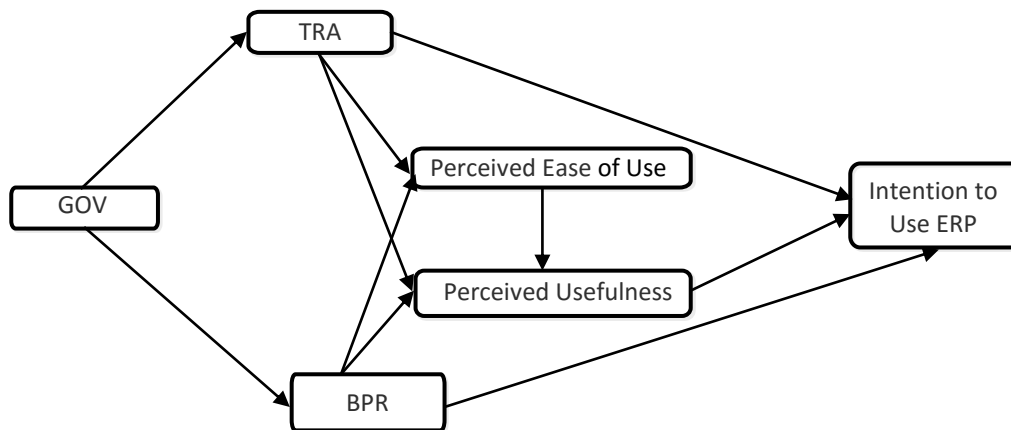 TRA
Perceived Ease of Use
GOV
Intention to
Use ERP
Perceived Usefulness
BPR